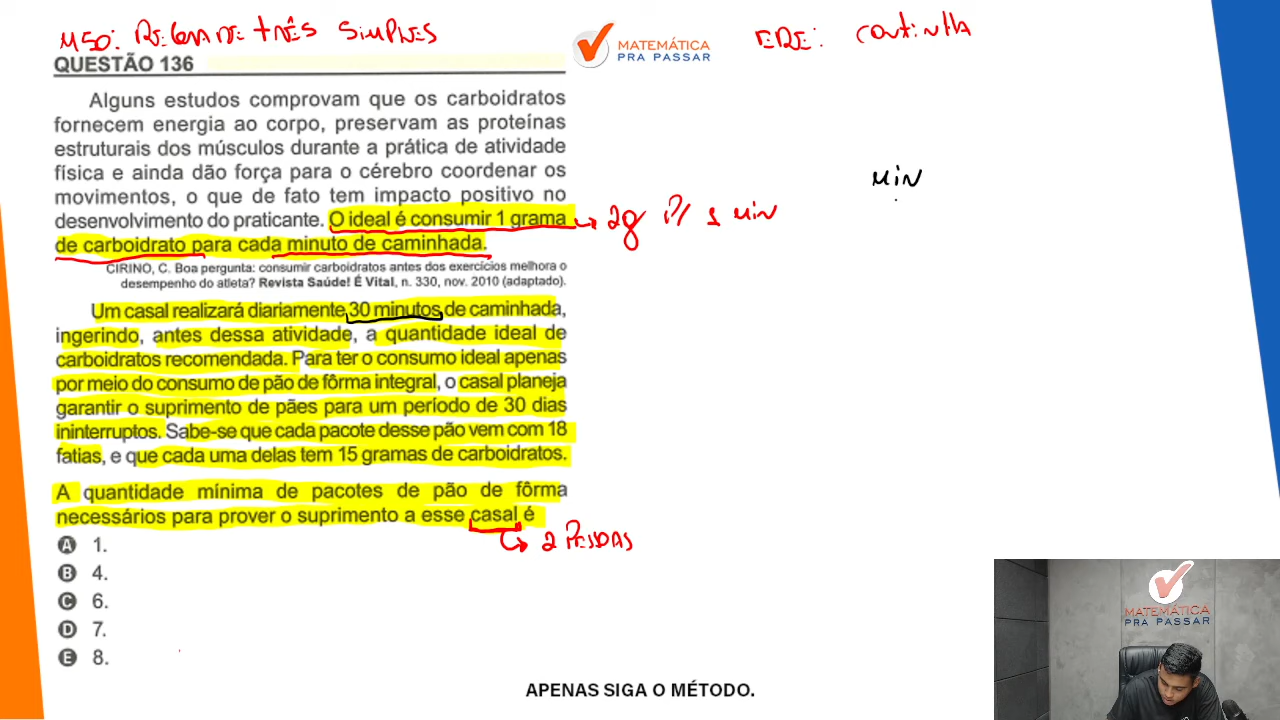 M50: REGRA DE TRÊS SIMPLES
MATEMÁTICA
PRA PASSAR
EDE: CONTINHA
QUESTÃO 136
Alguns estudos comprovam que os carboidratos
fornecem energia ao corpo, preservam as proteínas
estruturais dos músculos durante a prática de atividade
física e ainda dão força para o cérebro coordenar os
movimentos, o que de fato tem impacto positivo no
desenvolvimento do praticante. O ideal é consumir 1 grama
de carboidrato para cada minuto de caminhada.
2g P/ 1 MIN
MIN
CIRINO, C. Boa pergunta: consumir carboidratos antes dos exercícios melhora o
desempenho do atleta? Revista Saúde! É Vital, n. 330, nov. 2010 (adaptado).
Um casal realizará diariamente 30 minutos de caminhada,
ingerindo, antes dessa atividade, a quantidade ideal de
carboidratos recomendada. Para ter o consumo ideal apenas
por meio do consumo de pão de fôrma integral, o casal planeja
garantir o suprimento de pães para um período de 30 dias
ininterruptos. Sabe-se que cada pacote desse pão vem com 18
fatias, e que cada uma delas tem 15 gramas de carboidratos.
A quantidade mínima de pacotes de pão de fôrma
necessários para prover o suprimento a esse casal é
2 PESSOAS
A 1.
B 4.
C 6.
D 7.
E 8.
MATEMÁTICA
PRA PASSAR
APENAS SIGA O MÉTODO.